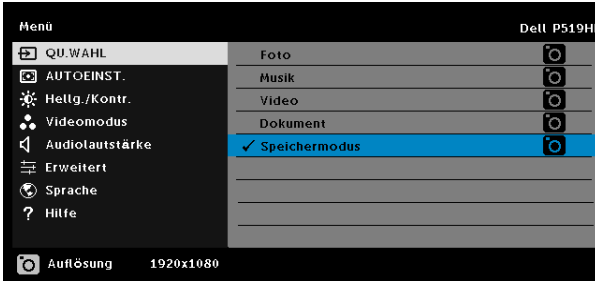 Menü
Dell P519H
QU.WAHL
AUTOEINST.
Hellg./Kontr.
Videomodus
Audiolautstärke
Erweitert
Sprache
? Hilfe
Foto
Musik
Video
Dokument
✓ Speichermodus
Auflösung 1920x1080